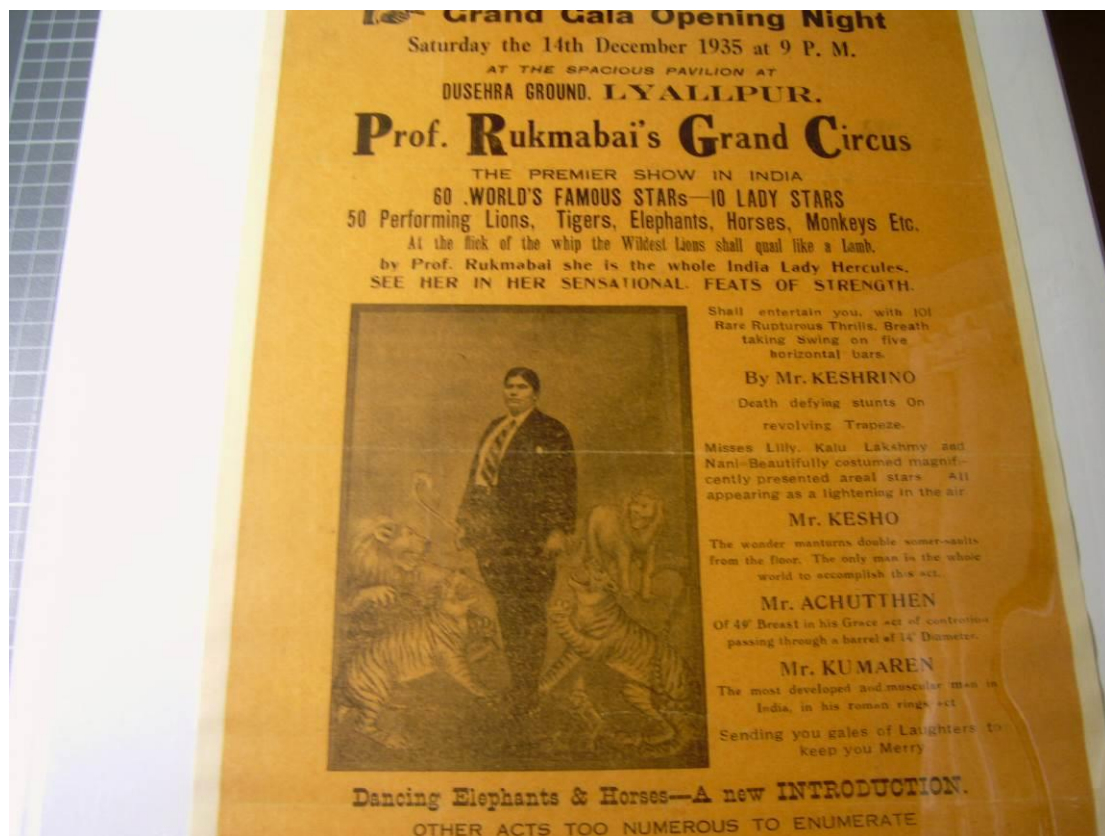 Grand Gala Opening Night
Saturday the 14th December 1935 at 9 P. M.
AT THE SPACIOUS PAVILION AT
DUSEHRA GROUND. LYALLPUR.
Prof. Rukmabai's Grand Circus
THE PREMIER SHOW IN INDIA
60 .WORLD'S FAMOUS STARs—10 LADY STARS
50 Performing Lions, Tigers, Elephants, Horses, Monkeys Etc.
At the flick of the whip the Wildest Lions shall quail like a Lamb.
by Prof. Rukmabai she is the whole India Lady Hercules.
SEE HER IN HER SENSATIONAL. FEATS OF STRENGTH.
Shall entertain you, with 101
Rare Rupturous Thrills. Breath
taking Swing on five
horizontal bars.
By Mr. KESHRINO
Death defying stunts On
revolving Trapeze.
Misses Lilly, Kalu Lakshmy and
Nani-Beautifully costumed magnifi-
cently presented areal stars All
appearing as a lightening in the air
Mr. KESHO
The wonder manturns double somer-saults
from the floor. The only man in the whole
world to accomplish this act.
Mr. ACHUTTHEN
Of 49" Breast in his Grace act of contrortion
passing through a barrel of 14" Diameter.
Mr. KUMAREN
The most developed and muscular man in
India, in his roman rings act
Sending you gales of Laughters to
keep you Merry
Dancing Elephants & Horses—A new INTRODUCTION.
OTHER ACTS TOO NUMEROUS TO ENUMERATE